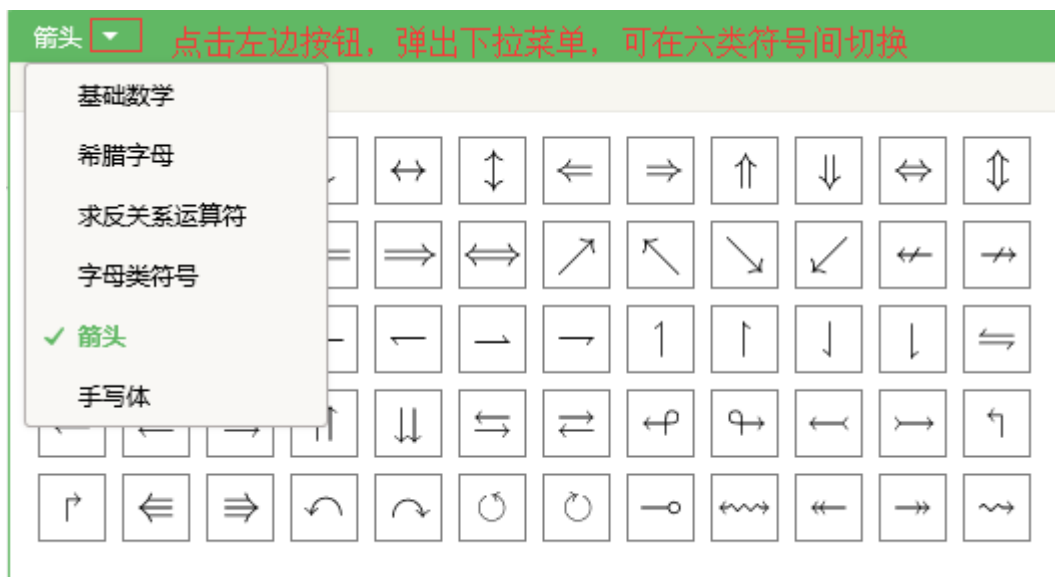 箭头 点击左边按钮，弹出下拉菜单，可在六类符号间切换
基础数学
希腊字母
求反关系运算符
字母类符号
✓ 箭头
手写体
↔ ↕ ⇐ ⇒ ⇑ ⇓ ⇔ ⇕
⟹ ⟺ ↗ ↖ ↘ ↙ ↚ ↛
↽ ⇀ ⇁ ↿ ↾ ⇃ ⇂ ⇋
⇊ ⇆ ⇄ ↫ ↬ ↢ ↣ ↰
↱ ⇚ ⇛ ↶ ↷ ↺ ↻ ⊸ ↭ ↞ ↠ ⇝